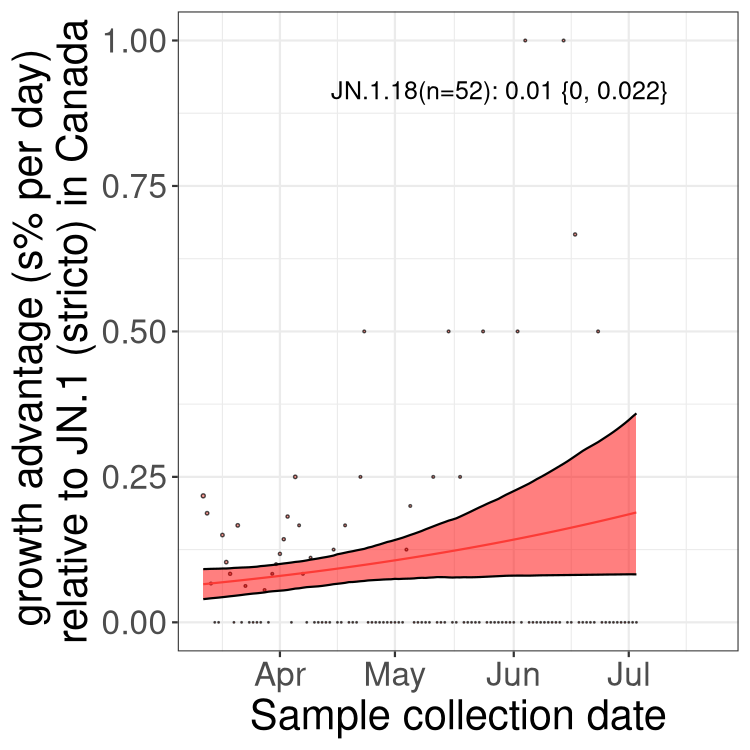 growth advantage (s% per day)
relative to JN.1 (stricto) in Canada
1.00
0.75
0.50
0.25
0.00
JN.1.18(n=52): 0.01 {0, 0.022}
Apr May Jun Jul
Sample collection date